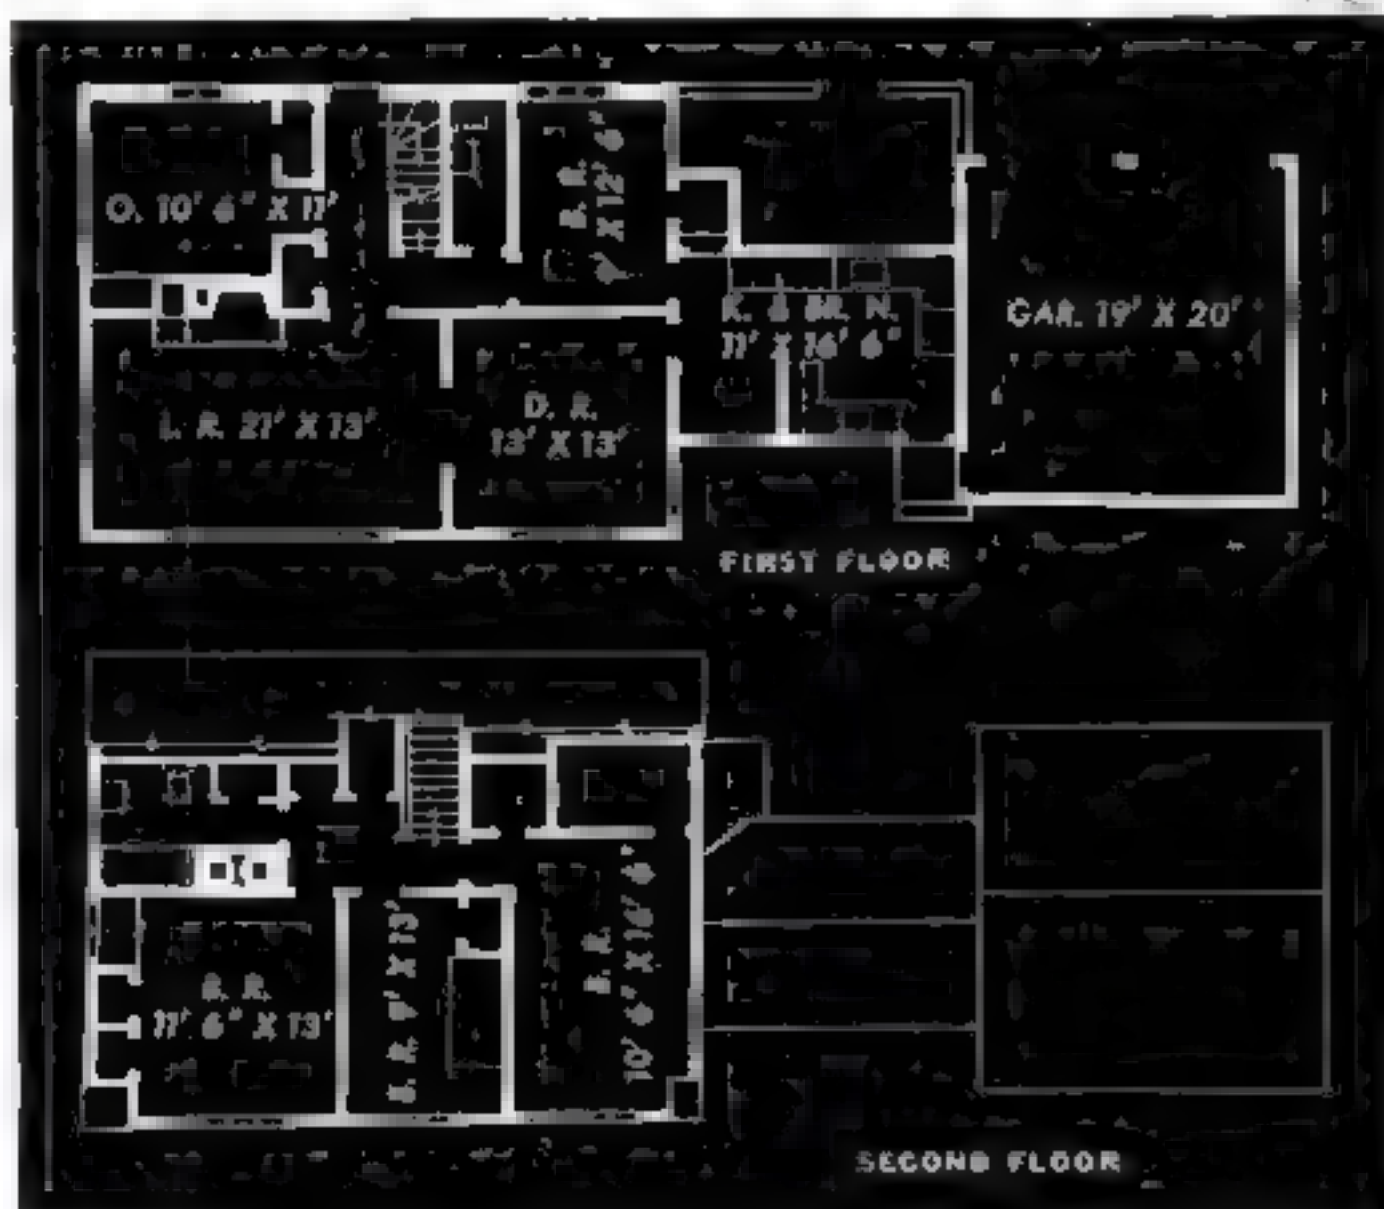 O. 10' 6" X 11'
B. R.
9' X 12' 6"
K. & BR. N.
11' X 16' 6"
GAR. 19' X 20'
L. R. 21' X 13'
D. R.
13' X 13'
FIRST FLOOR
B. R.
11' 6" X 13'
B. R. 9' X 13'
B. R.
10' 6" X 16' 6"
SECOND FLOOR